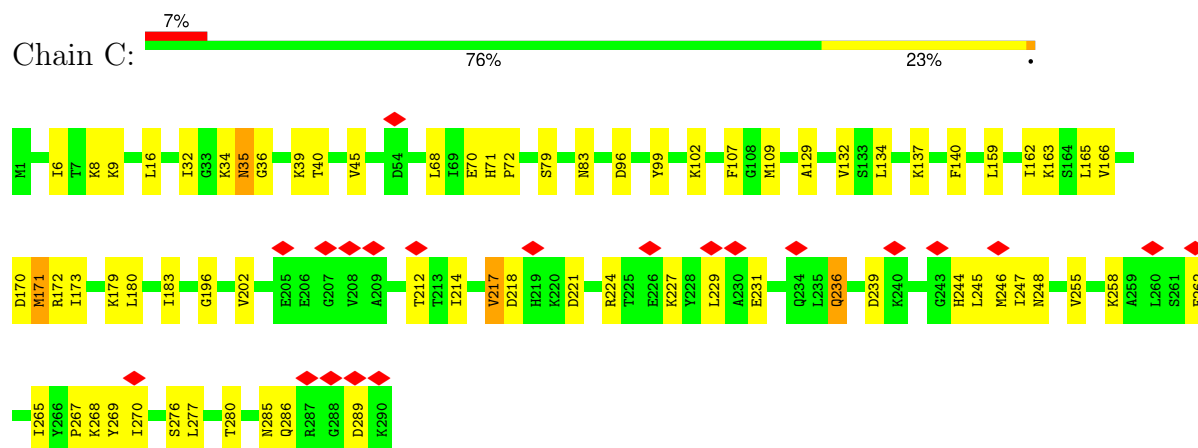 7%
Chain C:
76% 23% •
M1 I6 T7 K8 K9 L16 I32 G33 K34 N35 G36 K39 T40 V45 D54 L68 I69 E70 H71 P72 S79 N83 D96 Y99 K102 F107 G108 M109 A129 V132 S133 L134 K137 F140 L159 I162 K163 S164 L165 V166
D170 M171 R172 I173 K179 L180 I183 G196 V202 E205 E206 G207 V208 A209 T212 T213 I214 V217 D218 H219 K220 D221 R224 T225 E226 K227 Y228 L229 A230 E231 Q234 L235 Q236 D239 K240 G243 H244 L245 M246 I247 N248 V255 K258 A259 L260 S261
I265 Y266 P267 K268 Y269 I270 S276 L277 T280 N285 Q286 R287 G288 D289 K290